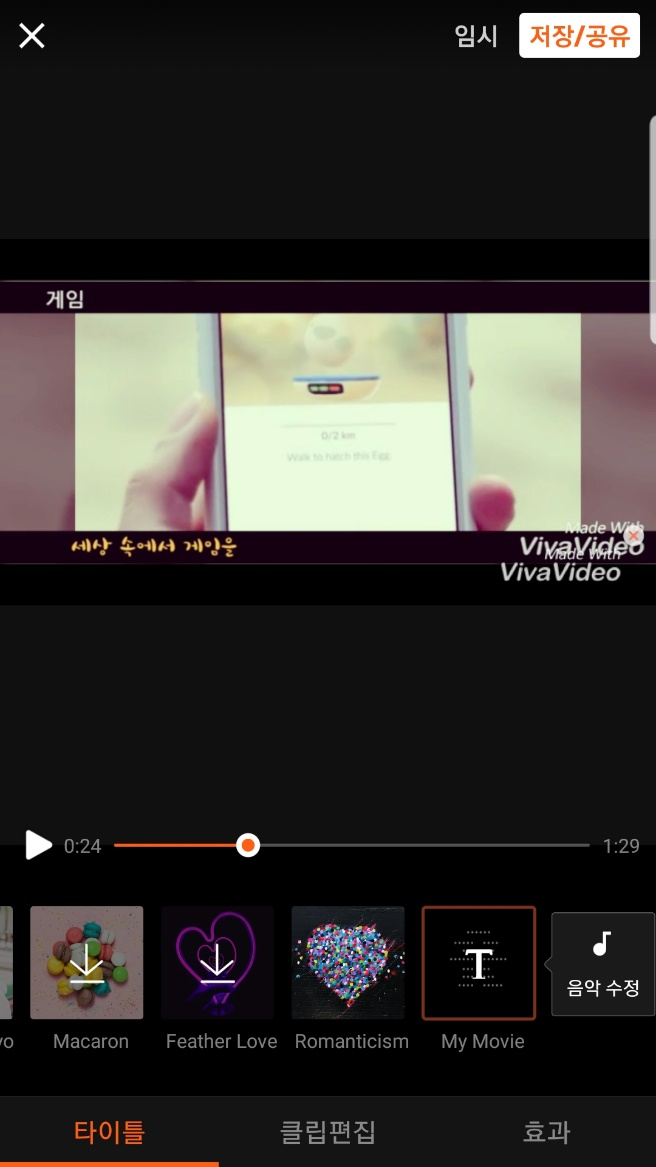 임시
저장/공유
게임
0/2 km
Walk to hatch this Egg.
세상 속에서 게임을
Made With
VivaVideo
Made With
VivaVideo
0:24
1:29
T
yo
Macaron
Feather Love
Romanticism
My Movie
음악 수정
타이틀
클립편집
효과